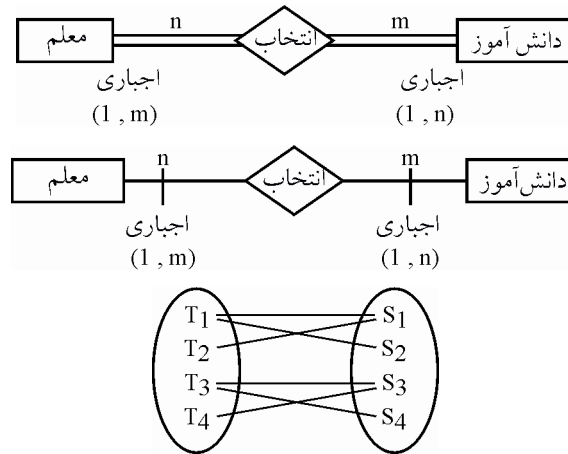 معلم n انتخاب m دانش آموز
اجباری اجباری
(1 , m) (1 , n)
معلم n انتخاب m دانش‌آموز
اجباری اجباری
(1 , m) (1 , n)
T1 S1
T2 S2
T3 S3
T4 S4